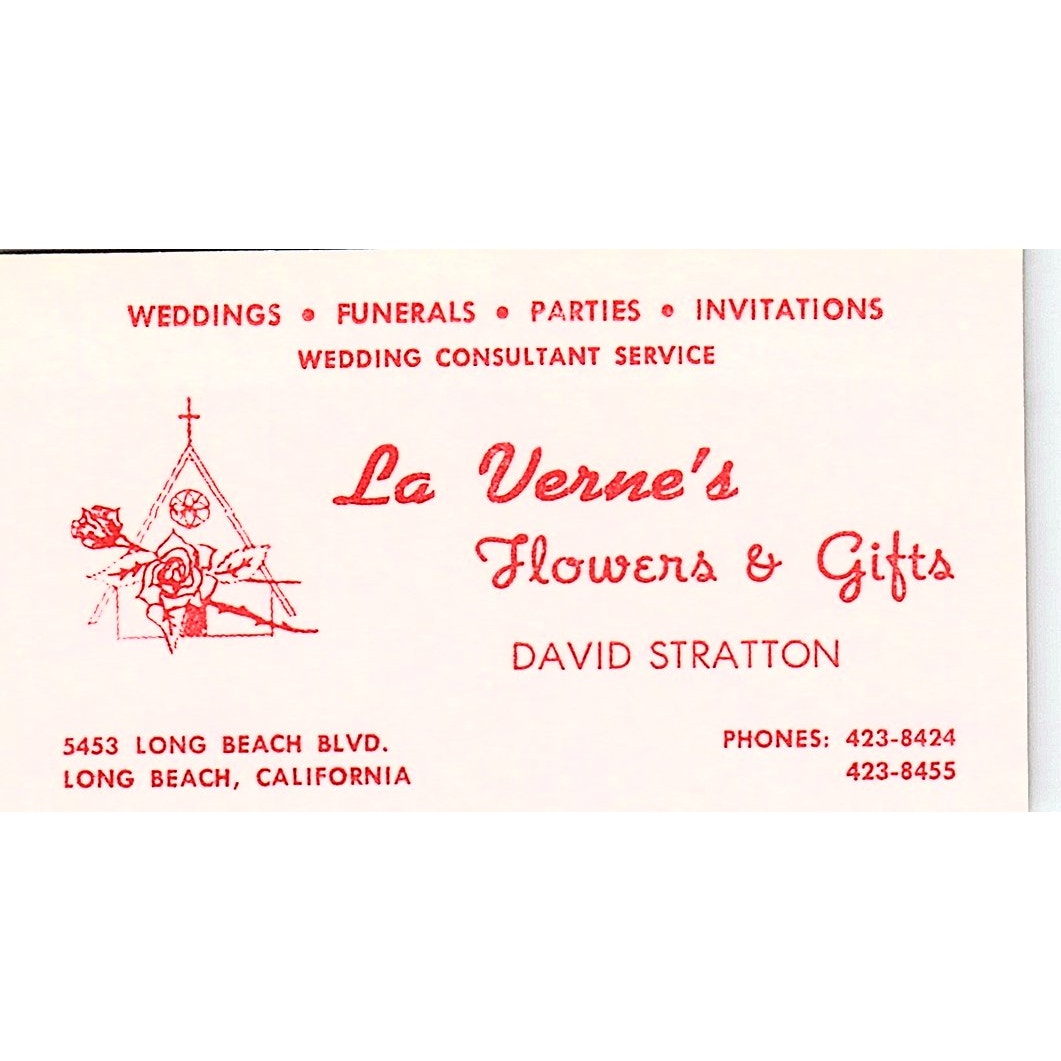 WEDDINGS • FUNERALS • PARTIES • INVITATIONS
WEDDING CONSULTANT SERVICE
La Verne's
Flowers & Gifts
DAVID STRATTON
5453 LONG BEACH BLVD.
LONG BEACH, CALIFORNIA
PHONES: 423-8424
423-8455